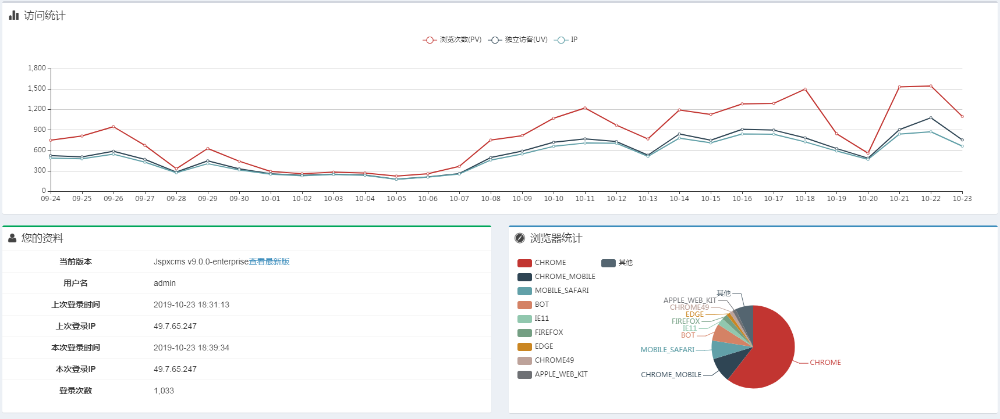 访问统计
浏览次数(PV) 独立访客(UV) IP
1,800
1,500
1,200
900
600
300
0
09-24 09-25 09-26 09-27 09-28 09-29 09-30 10-01 10-02 10-03 10-04 10-05 10-06 10-07 10-08 10-09 10-10 10-11 10-12 10-13 10-14 10-15 10-16 10-17 10-18 10-19 10-20 10-21 10-22 10-23
您的资料
当前版本 Jspxcms v9.0.0-enterprise查看最新版
用户名 admin
上次登录时间 2019-10-23 18:31:13
上次登录IP 49.7.65.247
本次登录时间 2019-10-23 18:39:34
本次登录IP 49.7.65.247
登录次数 1,033
浏览器统计
CHROME 其他
CHROME_MOBILE
MOBILE_SAFARI
BOT
IE11
FIREFOX
EDGE
CHROME49
APPLE_WEB_KIT
其他
APPLE_WEB_KIT
CHROME49
EDGE
FIREFOX
IE11
BOT
MOBILE_SAFARI
CHROME
CHROME_MOBILE